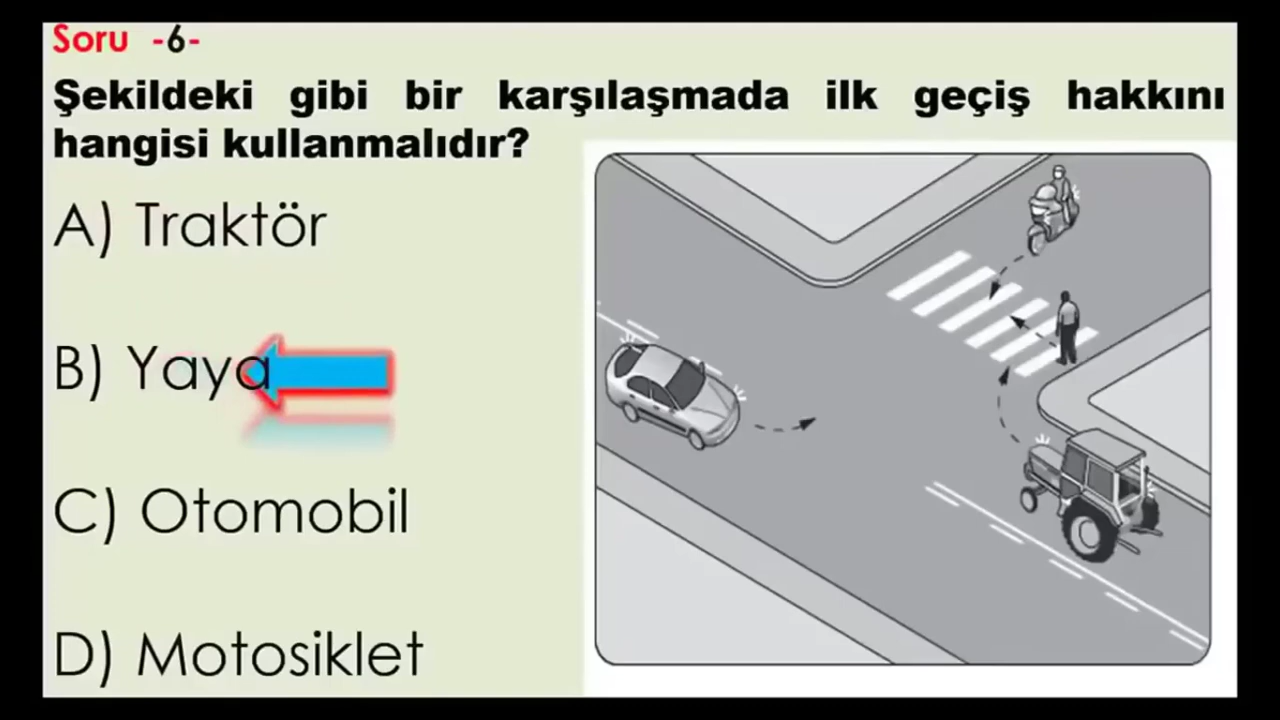 Soru -6-
Şekildeki gibi bir karşılaşmada ilk geçiş hakkını
hangisi kullanmalıdır?
A) Traktör
B) Yaya
C) Otomobil
D) Motosiklet